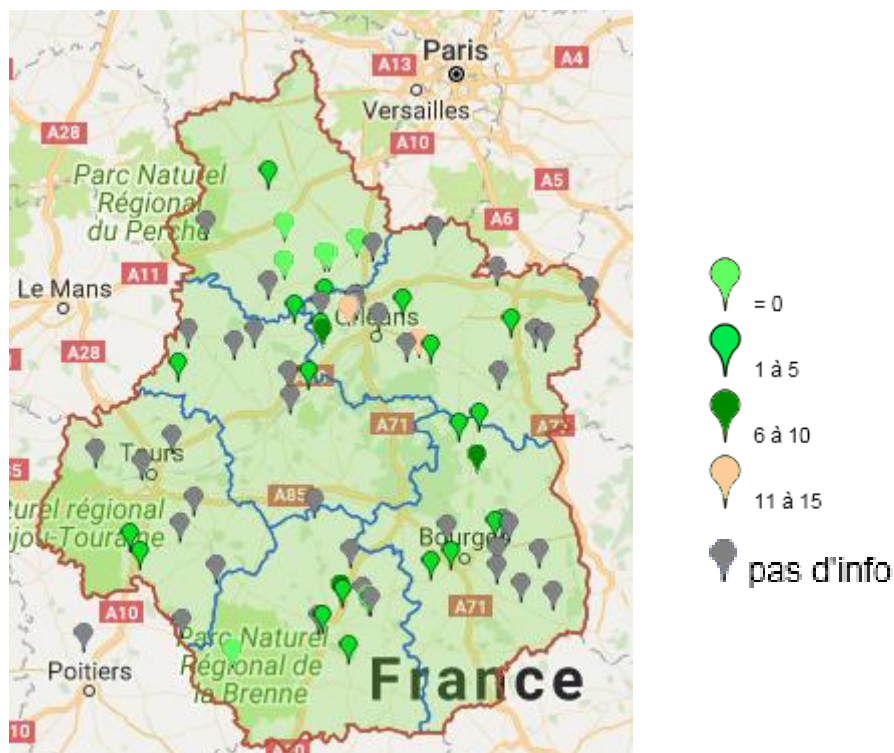 Paris
A13
A4
Versailles
A28
A10
Parc Naturel
Régional
du Perche
A5
A6
A11
Le Mans
= 0
Orléans
A28
1 à 5
A71
6 à 10
Tours
A85
11 à 15
Bourges
pas d'info
A10
A71
Parc Naturel
Régional de
la Brenne
Poitiers
France
A20